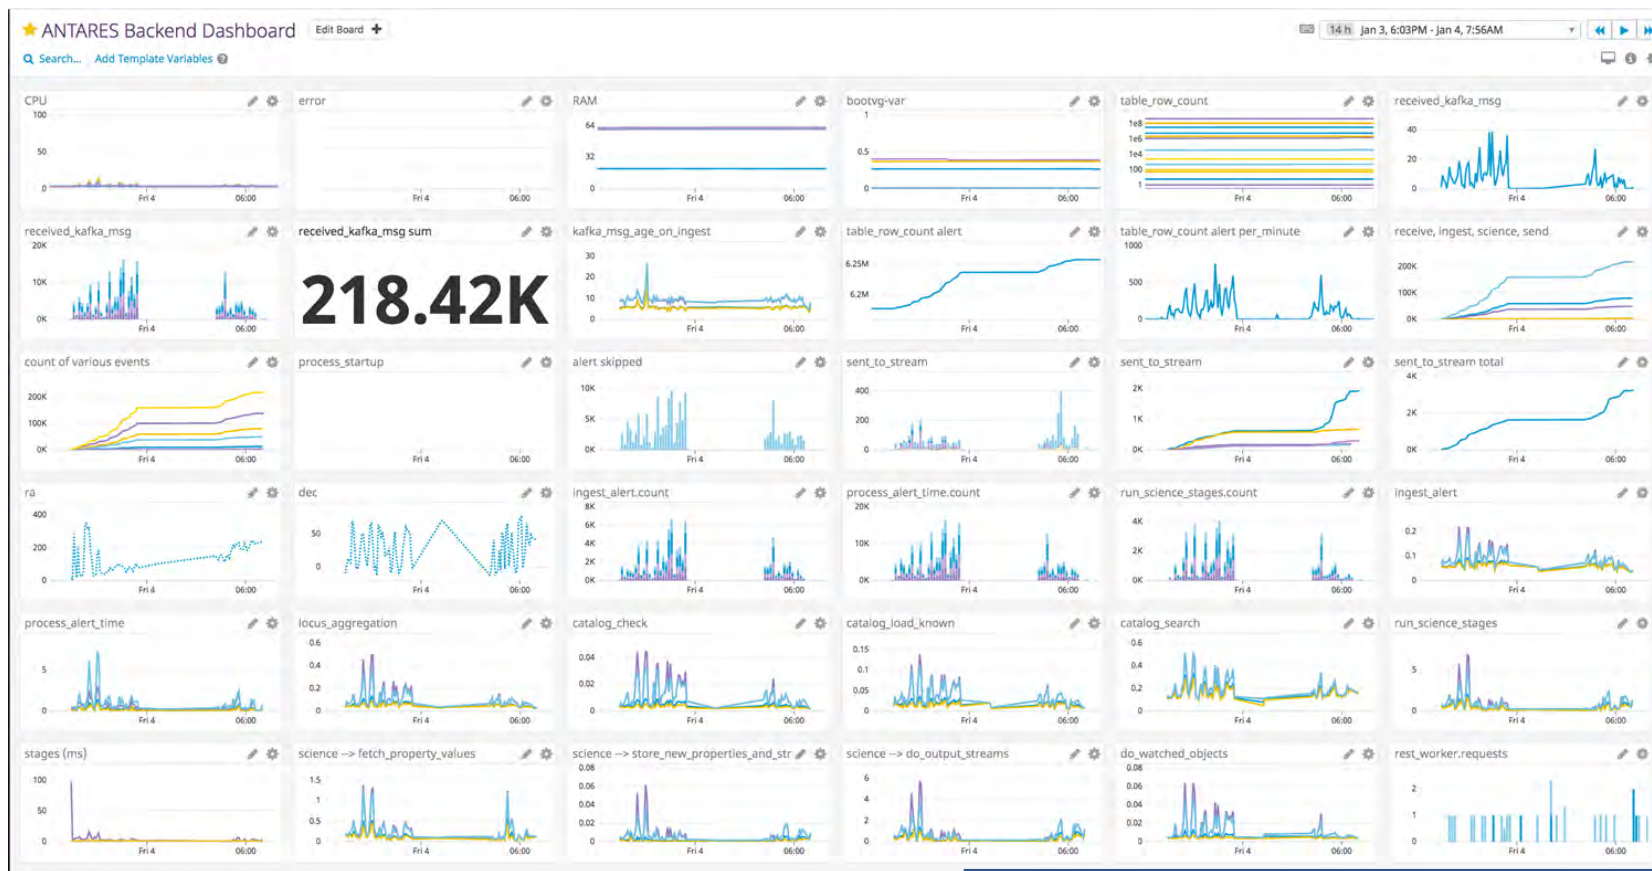 ANTARES Backend Dashboard Edit Board + 14 h Jan 3, 6:03PM - Jan 4, 7:56AM
Search... Add Template Variables ?
CPU error RAM bootvg-var table_row_count received_kafka_msg
100 64 1 1e8 40
50 32 0.5 1e6 20
1e4
100
0 0 0 1 0
Fri 4 Fri 4 06:00 Fri 4 06:00 Fri 4 06:00 Fri 4 06:00 Fri 4 06:00
06:00
received_kafka_msg received_kafka_msg sum kafka_msg_age_on_ingest table_row_count alert table_row_count alert per_minute receive, ingest, science, send
20K 218.42K 30 6.25M 1000 200K
10K 20 6.2M 500 100K
10
0K 0 0 0K
Fri 4 06:00 Fri 4 06:00 Fri 4 06:00 Fri 4 06:00 Fri 4 06:00
count of various events process_startup alert skipped sent_to_stream sent_to_stream sent_to_stream total
200K 10K 400 2K 4K
100K 5K 200 1K 2K
0K 0K 0 0K 0K
Fri 4 06:00 Fri 4 06:00 Fri 4 06:00 Fri 4 06:00 Fri 4 06:00 Fri 4 06:00
ra dec ingest_alert.count process_alert_time.count run_science_stages.count ingest_alert
400 50 8K 20K 4K 0.2
200 0 6K 10K 2K 0.1
4K
2K
0 0K 0K 0K 0
Fri 4 06:00 Fri 4 06:00 Fri 4 06:00 Fri 4 06:00 Fri 4 06:00 Fri 4 06:00
process_alert_time locus_aggregation catalog_check catalog_load_known catalog_search run_science_stages
5 0.6 0.04 0.15 0.6 5
0.4 0.02 0.1 0.4
0.2 0.05 0.2
0 0 0 0 0 0
Fri 4 06:00 Fri 4 06:00 Fri 4 06:00 Fri 4 06:00 Fri 4 06:00 Fri 4 06:00
stages (ms) science --> fetch_property_values science --> store_new_properties_and_str science --> do_output_streams do_watched_objects rest_worker.requests
100 1.5 0.08 6 0.08 2
50 1 0.06 4 0.06 1
0.5 0.04 2 0.04
0.02 0.02
0 0 0 0 0 0
Fri 4 06:00 Fri 4 06:00 Fri 4 06:00 Fri 4 06:00 Fri 4 06:00 Fri 4 06:00